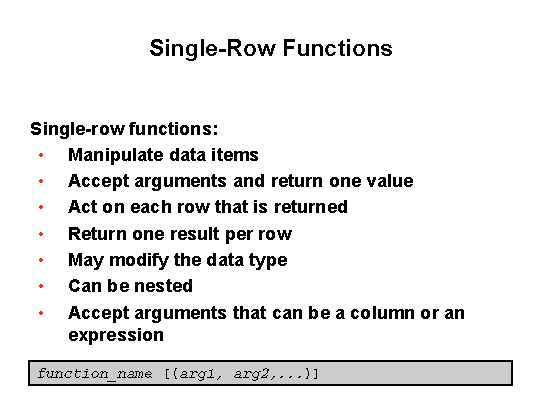 Single-Row Functions
Single-row functions:
• Manipulate data items
• Accept arguments and return one value
• Act on each row that is returned
• Return one result per row
• May modify the data type
• Can be nested
• Accept arguments that can be a column or an
expression
function_name [(arg1, arg2,...)]